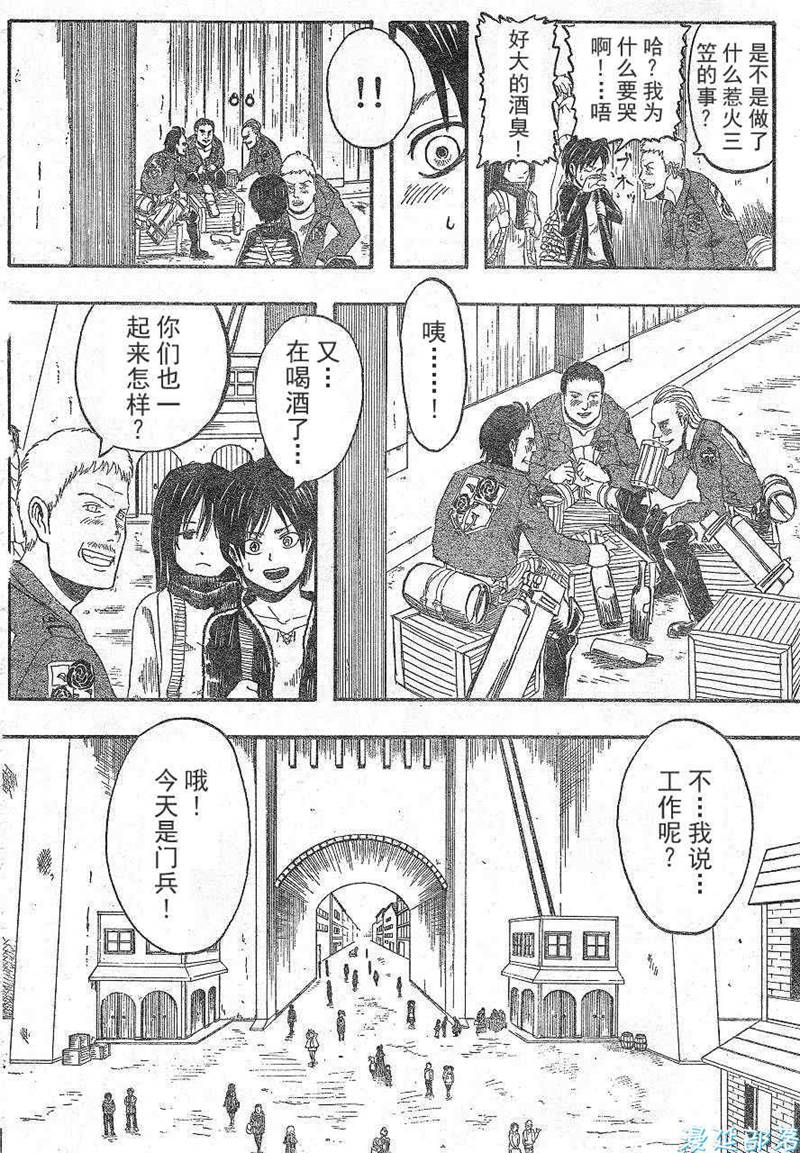 是不是做了
什么惹火三
笠的事？
哈？我为
什么要哭
啊！…唔
好大的酒臭！
！！
咦……！
又…
在喝酒了…
你们也一
起来怎样？
不…我说…
工作呢？
哦！
今天是门兵！
漫游部落